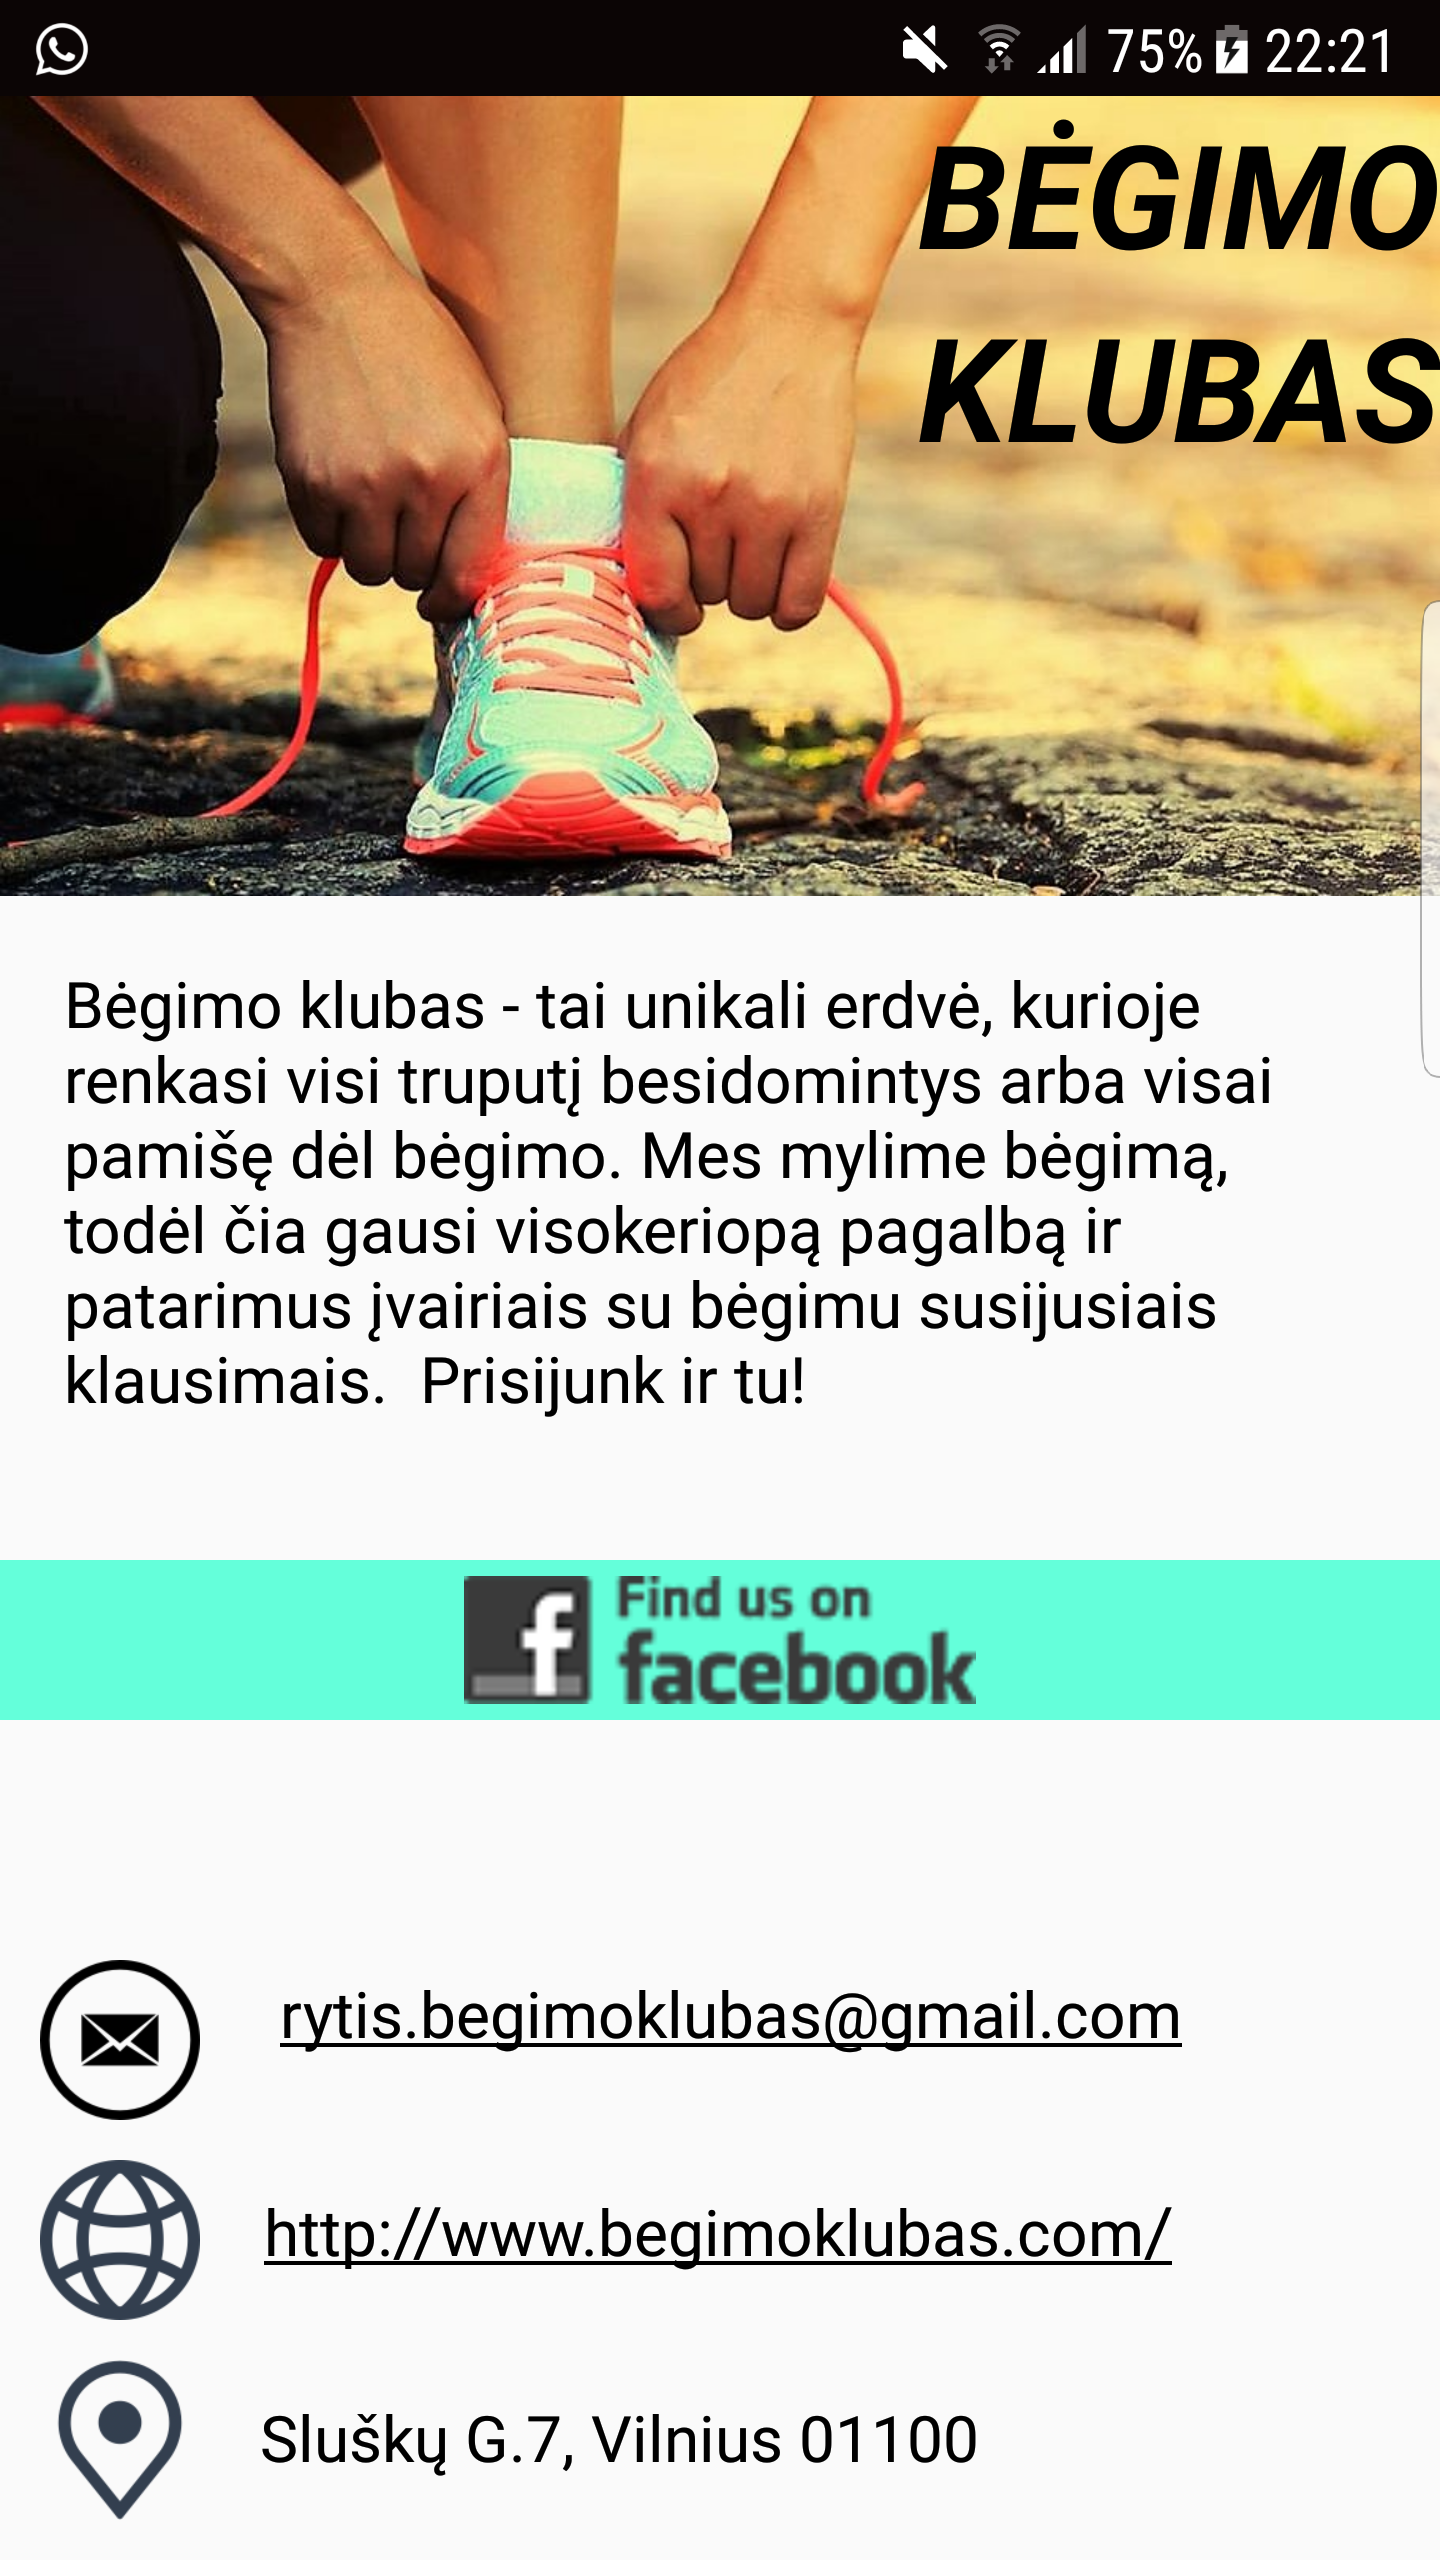 75% 22:21
BĖGIMO
KLUBAS
Bėgimo klubas - tai unikali erdvė, kurioje
renkasi visi truputį besidomintys arba visai
pamišę dėl bėgimo. Mes mylime bėgimą,
todėl čia gausi visokeriopą pagalbą ir
patarimus įvairiais su bėgimu susijusiais
klausimais.  Prisijunk ir tu!
f Find us on
facebook
rytis.begimoklubas@gmail.com
http://www.begimoklubas.com/
Sluškų G.7, Vilnius 01100